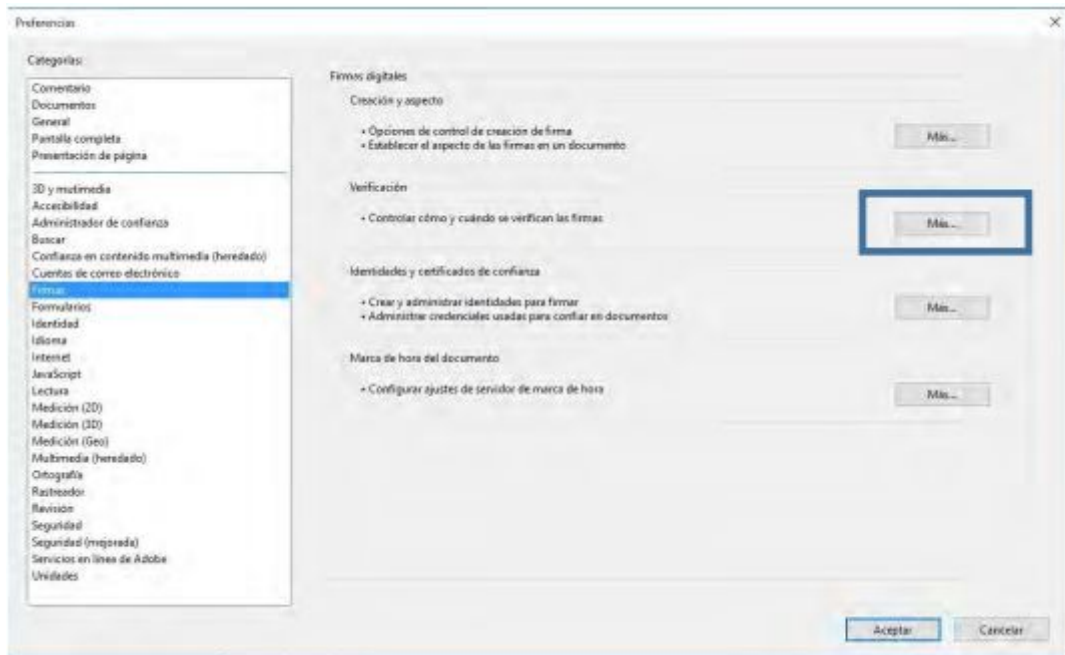 Preferencias
Categorías:
Comentario
Documentos
General
Pantalla completa
Presentación de página
3D y mutimedia
Accesibilidad
Administrador de confianza
Buscar
Confianza en contenido multimedia (heredado)
Cuentas de correo electrónico
Firmas
Formularios
Identidad
Idioma
Internet
JavaScript
Lectura
Medición (2D)
Medición (3D)
Medición (Geo)
Multimedia (heredado)
Ortografía
Rastreador
Revisión
Seguridad
Seguridad (mejorada)
Servicios en línea de Adobe
Unidades
Firmas digitales
Creación y aspecto
• Opciones de control de creación de firma
• Establecer el aspecto de las firmas en un documento
Más...
Verificación
• Controlar cómo y cuándo se verifican las firmas
Más...
Identidades y certificados de confianza
• Crear y administrar identidades para firmar
• Administrar credenciales usadas para confiar en documentos
Más...
Marca de hora del documento
• Configurar ajustes de servidor de marca de hora
Más...
Aceptar
Cancelar